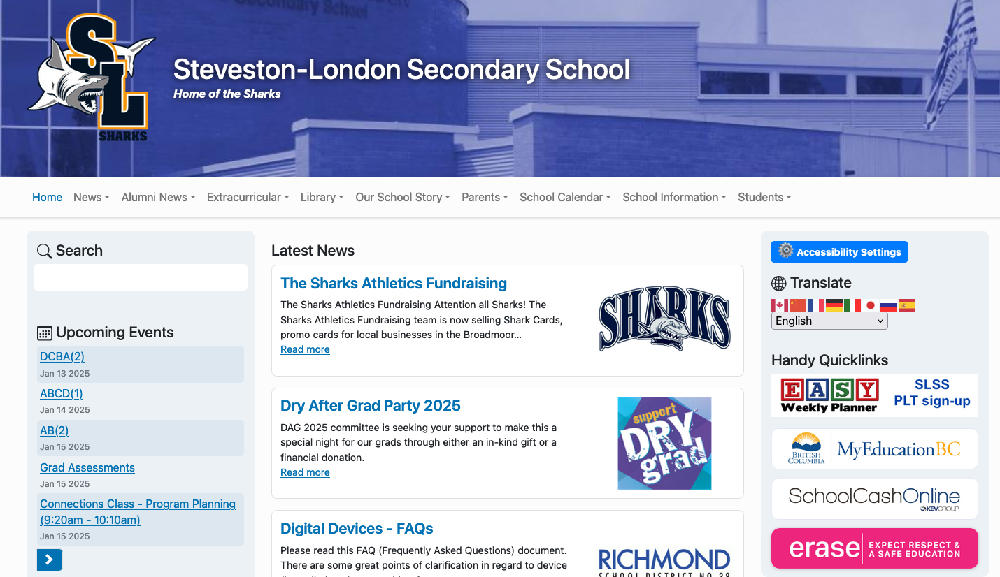 Secondary School
SL
SHARKS
Steveston-London Secondary School
Home of the Sharks
Home News Alumni News Extracurricular Library Our School Story Parents School Calendar School Information Students
Search
Upcoming Events
DCBA(2)
Jan 13 2025
ABCD(1)
Jan 14 2025
AB(2)
Jan 15 2025
Grad Assessments
Jan 15 2025
Connections Class - Program Planning
(9:20am - 10:10am)
Jan 15 2025
Latest News
The Sharks Athletics Fundraising
The Sharks Athletics Fundraising Attention all Sharks! The
Sharks Athletics Fundraising team is now selling Shark Cards,
promo cards for local businesses in the Broadmoor...
Read more
SHARKS
Dry After Grad Party 2025
DAG 2025 committee is seeking your support to make this a
special night for our grads through either an in-kind gift or a
financial donation.
Read more
support
DRY
grad
Digital Devices - FAQs
Please read this FAQ (Frequently Asked Questions) document.
There are some great points of clarification in regard to device
RICHMOND
SCHOOL DISTRICT NO.38
Accessibility Settings
Translate
English
Handy Quicklinks
EASY
Weekly Planner
SLSS
PLT sign-up
BRITISH
COLUMBIA
MyEducationBC
SchoolCashOnline
KEVGROUP
erase
EXPECT RESPECT &
A SAFE EDUCATION